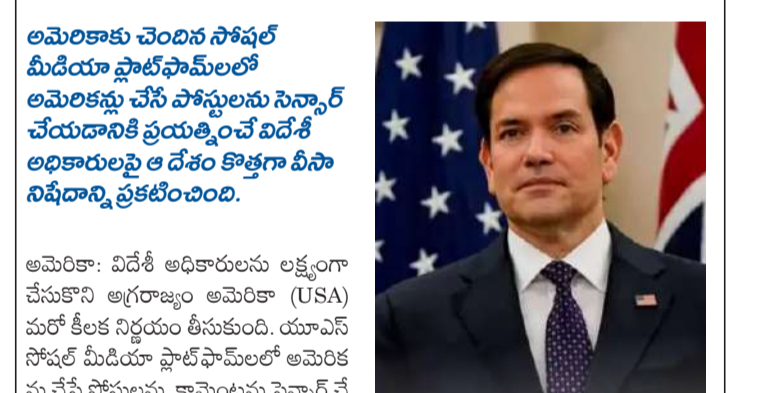 అమెరికాకు చెందిన సోషల్
మీడియా ప్లాట్‌ఫామ్‌లలో
అమెరికన్లు చేసే పోస్టులను సెన్సార్
చేయడానికి ప్రయత్నించే విదేశీ
అధికారులపై ఆ దేశం కొత్తగా వీసా
నిషేదాన్ని ప్రకటించింది.
అమెరికా: విదేశీ అధికారులను లక్ష్యంగా
చేసుకొని అగ్రరాజ్యం అమెరికా (USA)
మరో కీలక నిర్ణయం తీసుకుంది. యూఎస్
సోషల్ మీడియా ప్లాట్‌ఫామ్‌లలో అమెరిక